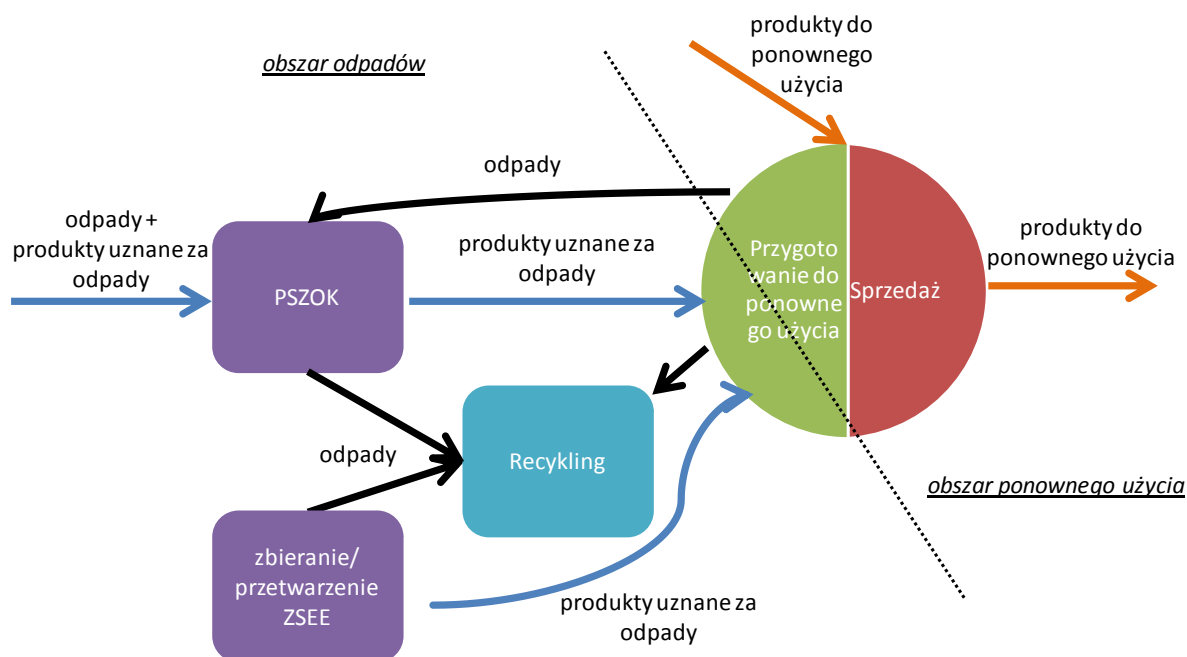 produkty do
ponownego
użycia
obszar odpadów
odpady
odpady +
produkty uznane za
odpady
PSZOK
produkty uznane za
odpady
Przygoto
wanie do
ponowne
go użycia
Sprzedaż
produkty do
ponownego użycia
odpady
Recykling
obszar ponownego użycia
zbieranie/
przetwarzenie
ZSEE
produkty uznane za
odpady